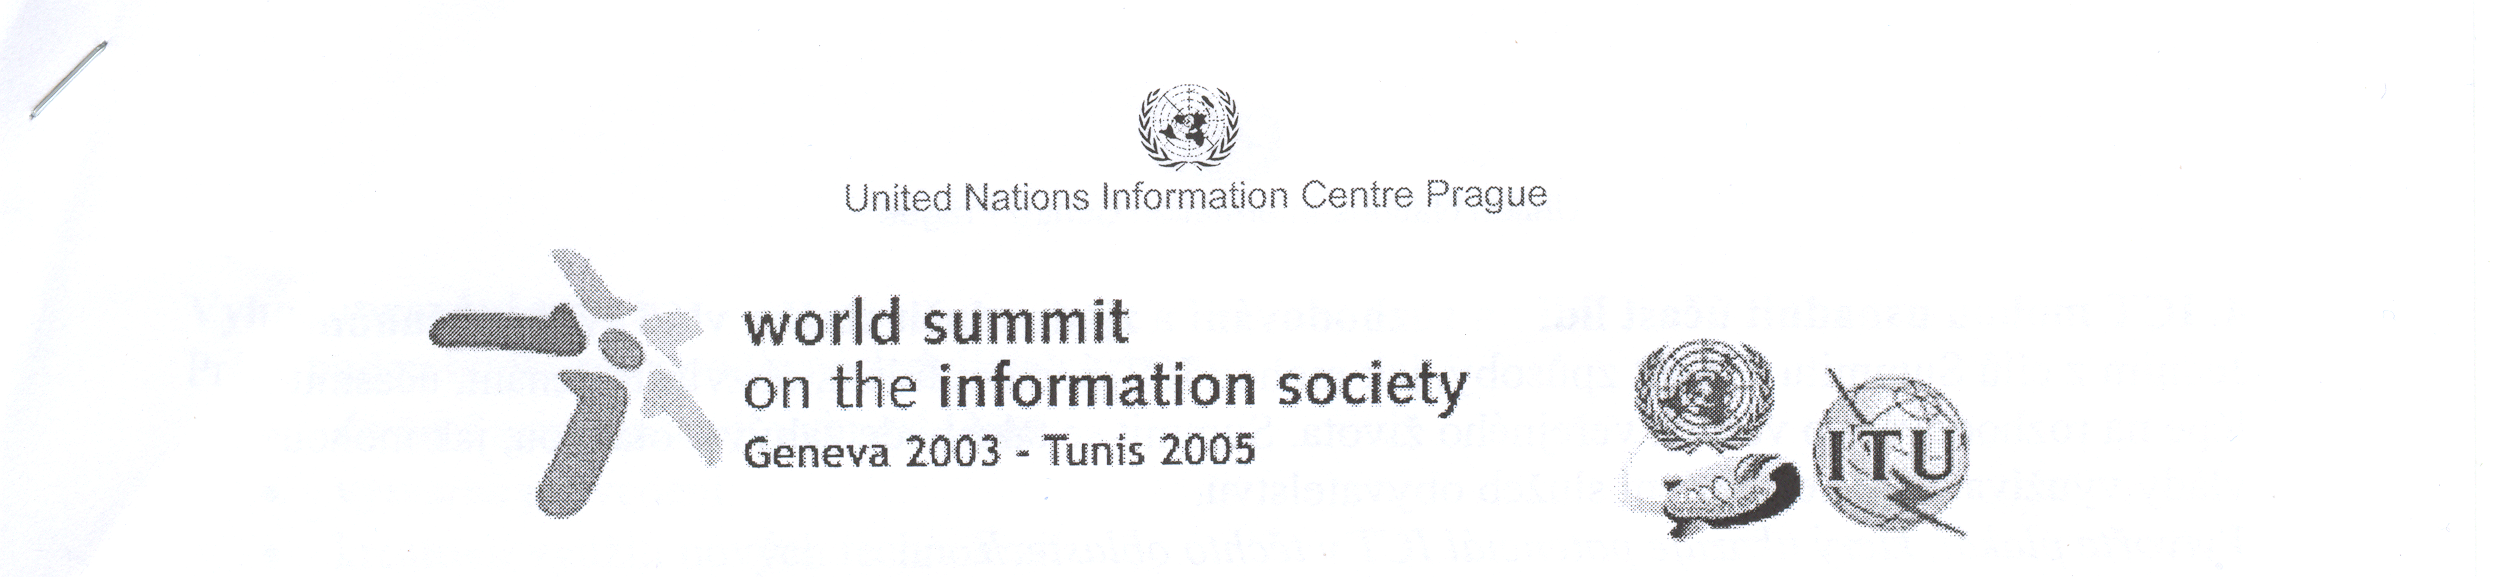 United Nations Information Centre Prague
world summit
on the information society
Geneva 2003 - Tunis 2005
ITU